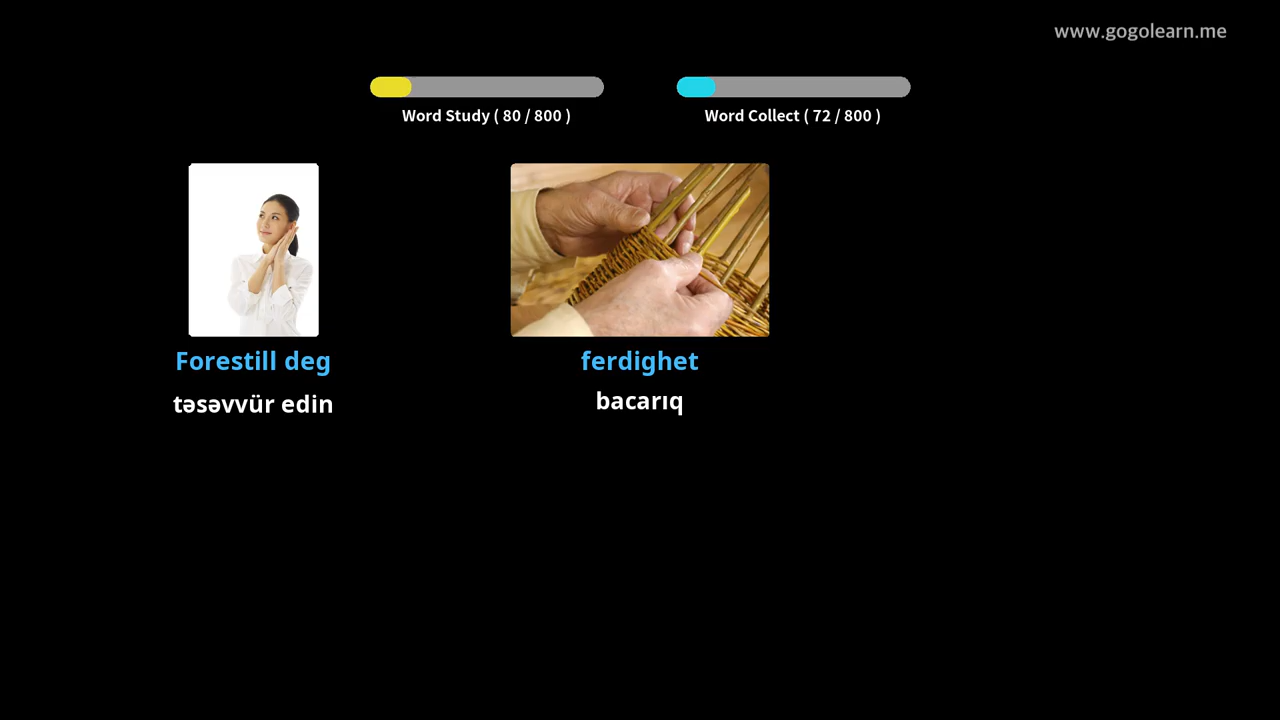 www.gogolearn.me
Word Study ( 80 / 800 )
Word Collect ( 72 / 800 )
Forestill deg
ferdighet
təsəvvür edin
bacarıq